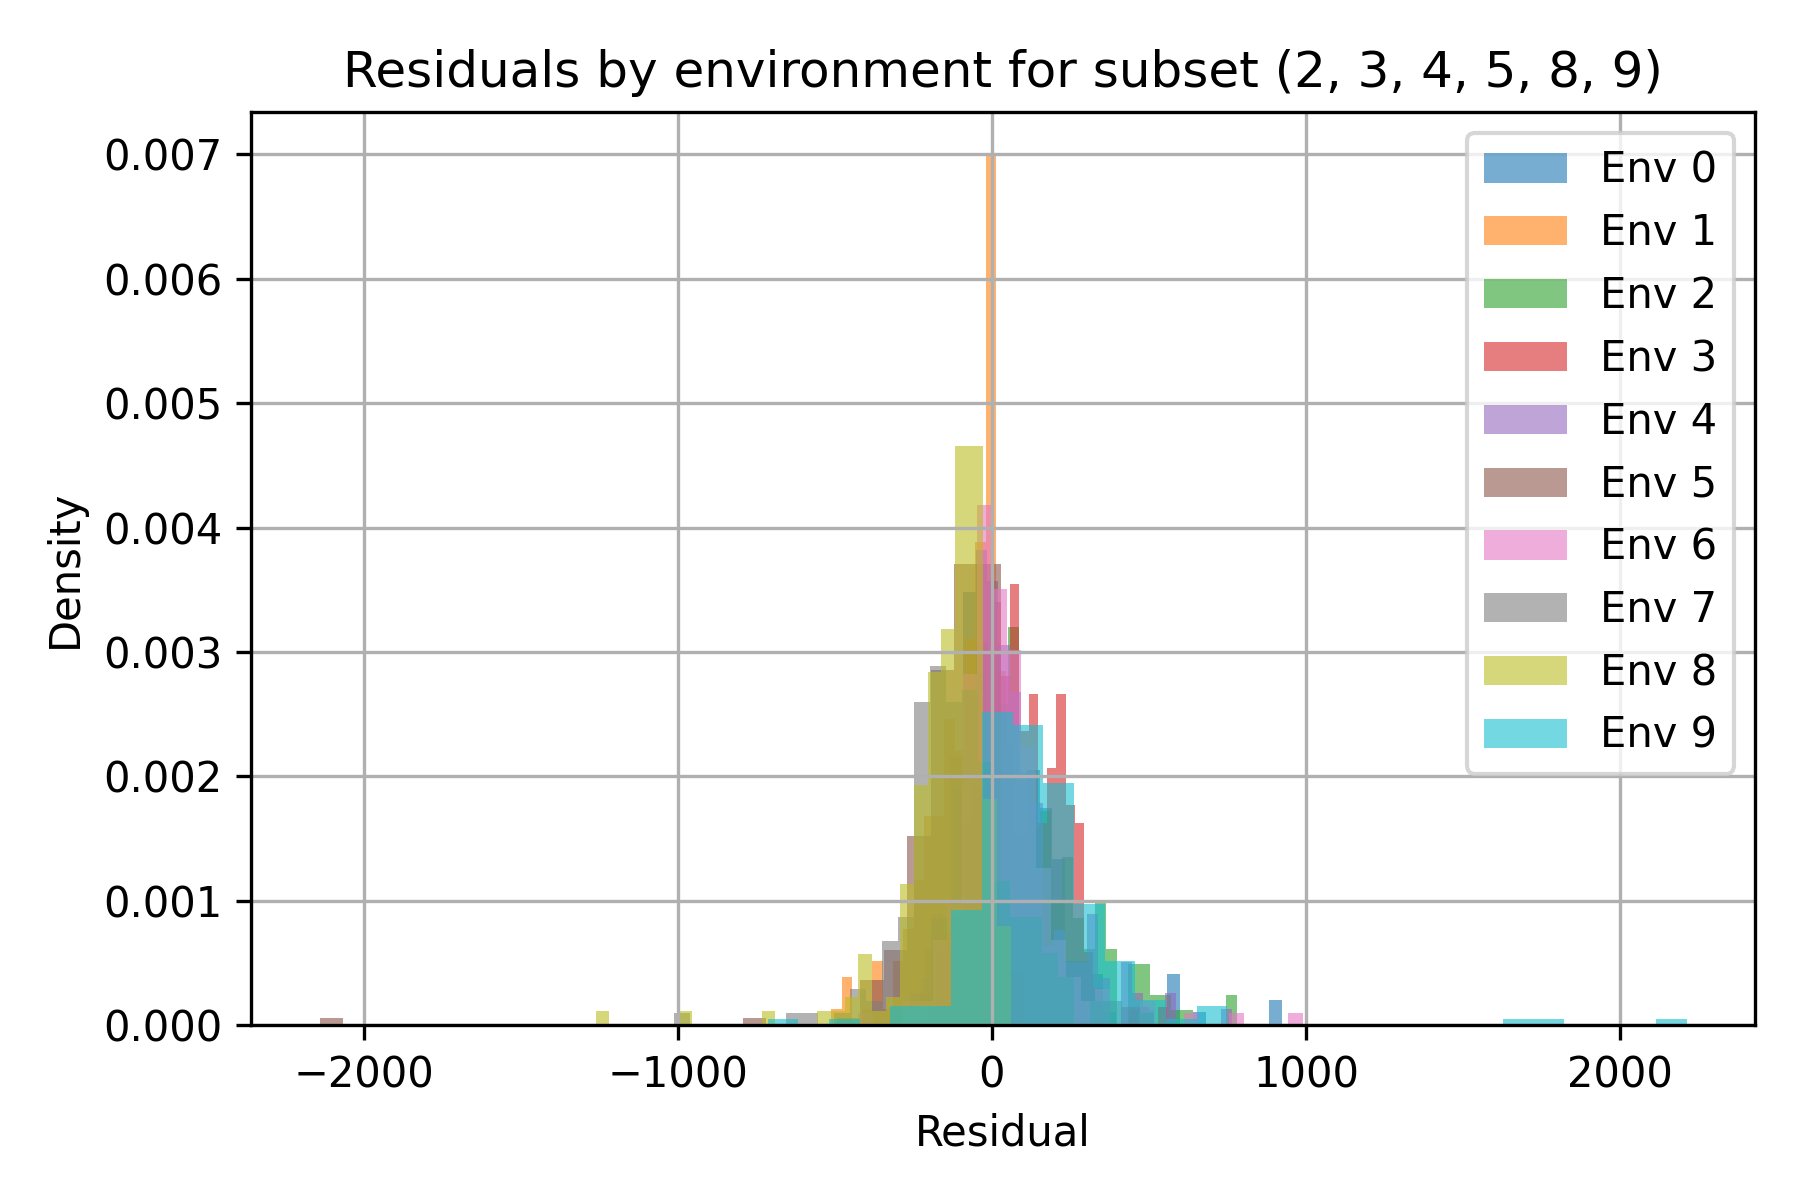 Residuals by environment for subset (2, 3, 4, 5, 8, 9)
0.007
0.006
0.005
0.004
0.003
0.002
0.001
0.000
Density
−2000
−1000
0
1000
2000
Residual
Env 0
Env 1
Env 2
Env 3
Env 4
Env 5
Env 6
Env 7
Env 8
Env 9